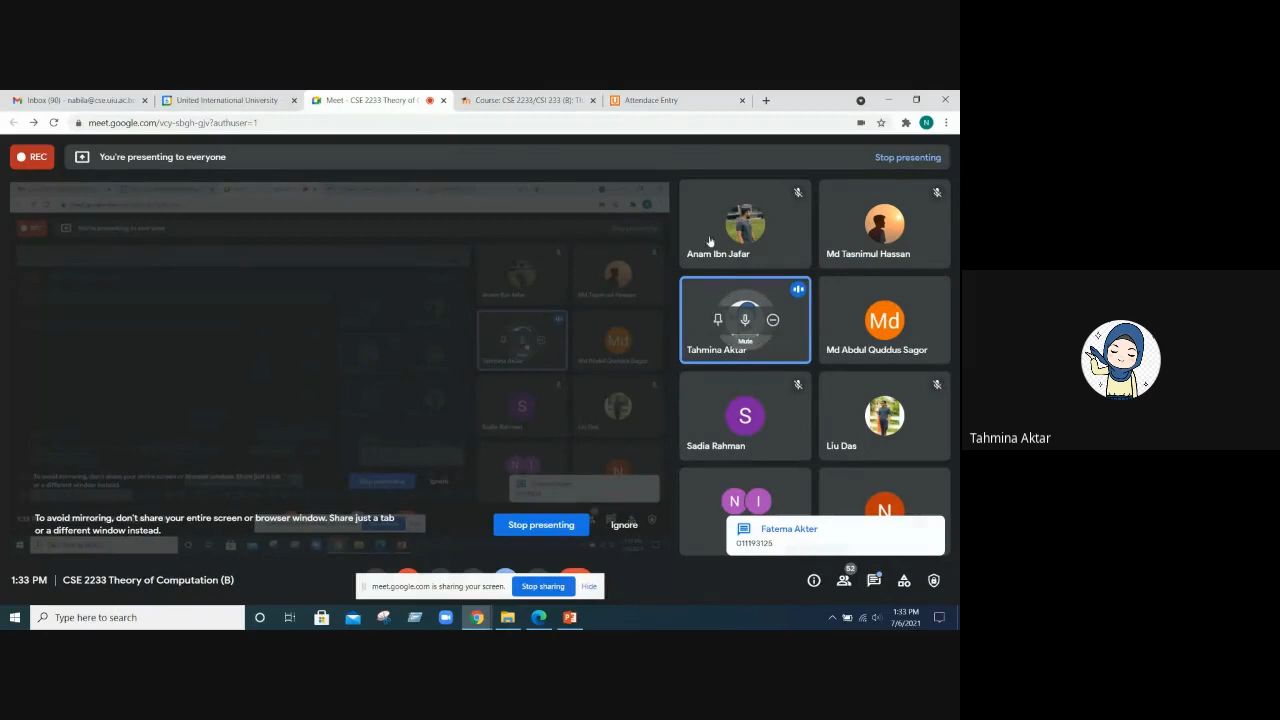 Inbox (90) - nabila@cse.uiu.ac.bd
United International University
Meet - CSE 2233 Theory of C
Course: CSE 2233/CSI 233 (B): Th
Attendace Entry
meet.google.com/vcy-sbgh-gjv?authuser=1
N
REC
You're presenting to everyone
Stop presenting
Anam Ibn Jafar
Md Tasnimul Hassan
Mute
Tahmina Aktar
Md
Md Abdul Quddus Sagor
S
Sadia Rahman
Liu Das
N I
N
To avoid mirroring, don't share your entire screen or browser window. Share just a tab
or a different window instead.
Stop presenting
Ignore
Fatema Akter
011193125
1:33 PM | CSE 2233 Theory of Computation (B)
meet.google.com is sharing your screen.
Stop sharing
Hide
52
Type here to search
1:33 PM
7/6/2021
Tahmina Aktar